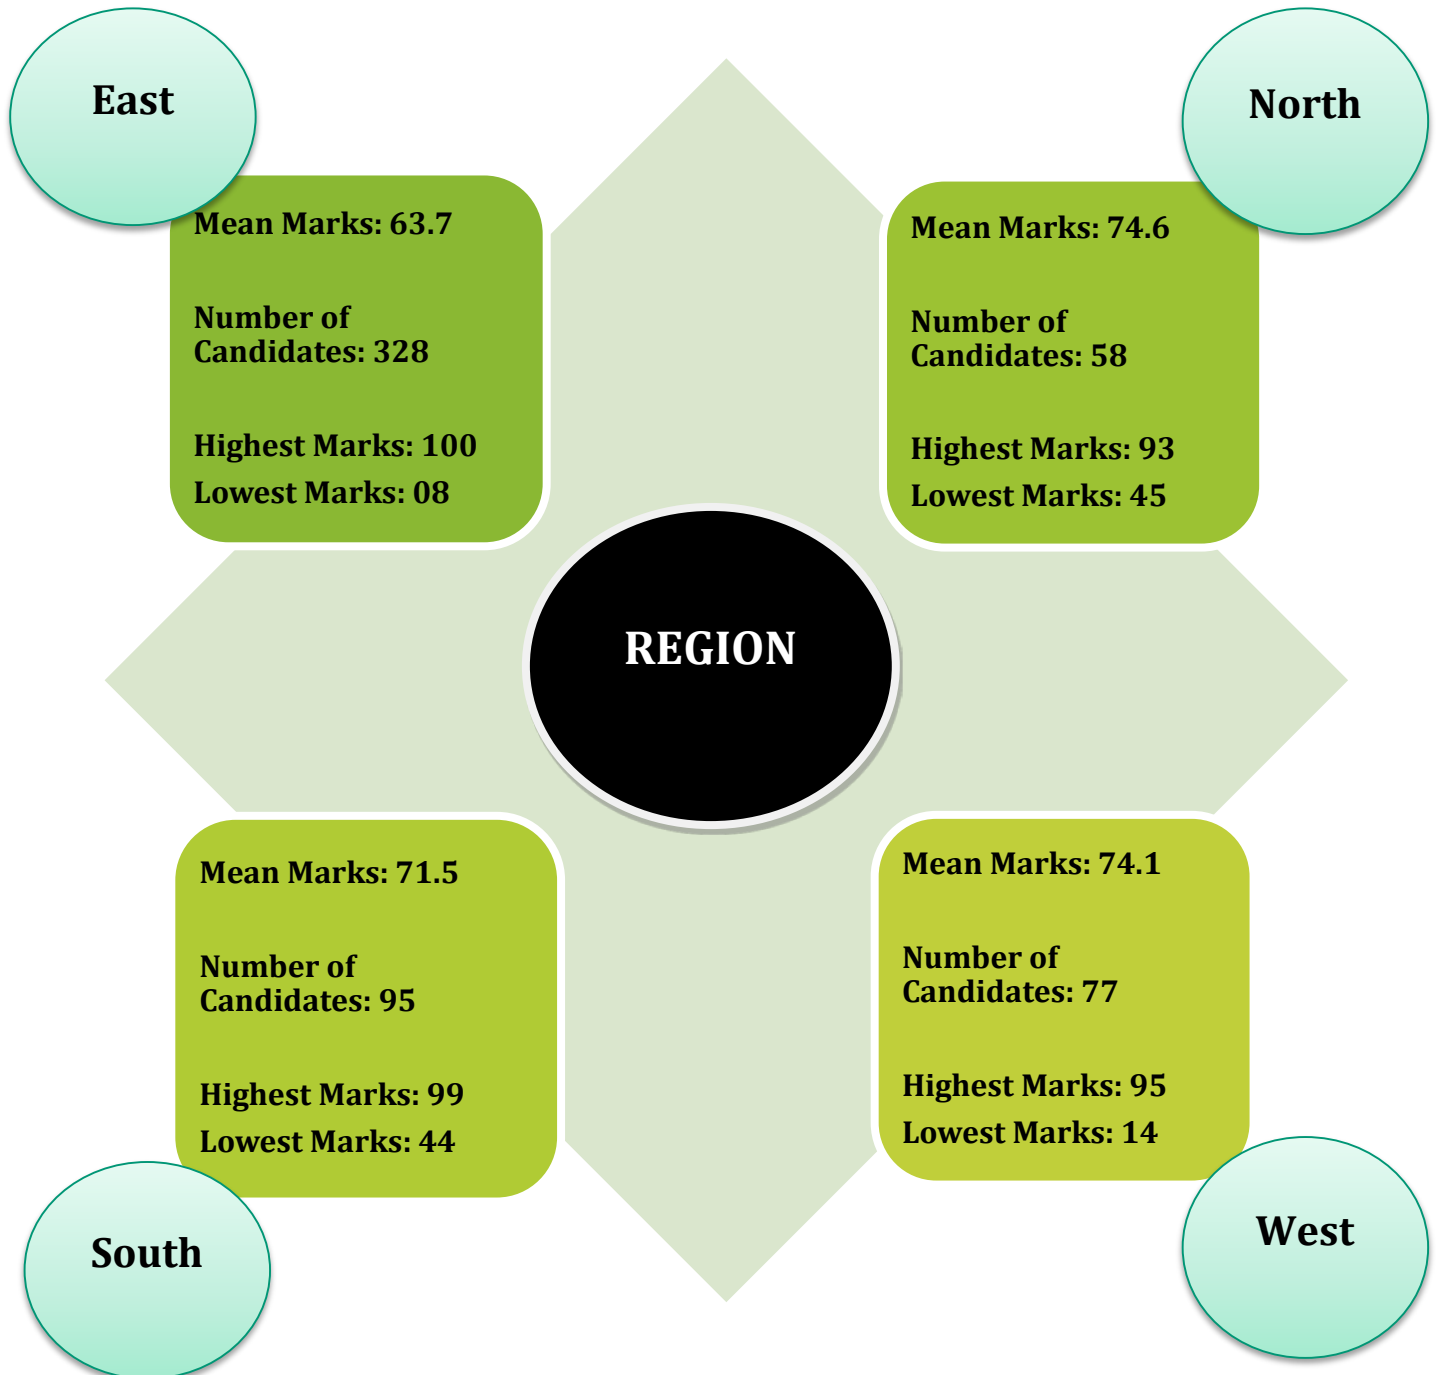 East
Mean Marks: 63.7
Number of
Candidates: 328
Highest Marks: 100
Lowest Marks: 08
North
Mean Marks: 74.6
Number of
Candidates: 58
Highest Marks: 93
Lowest Marks: 45
REGION
Mean Marks: 71.5
Number of
Candidates: 95
Highest Marks: 99
Lowest Marks: 44
South
Mean Marks: 74.1
Number of
Candidates: 77
Highest Marks: 95
Lowest Marks: 14
West